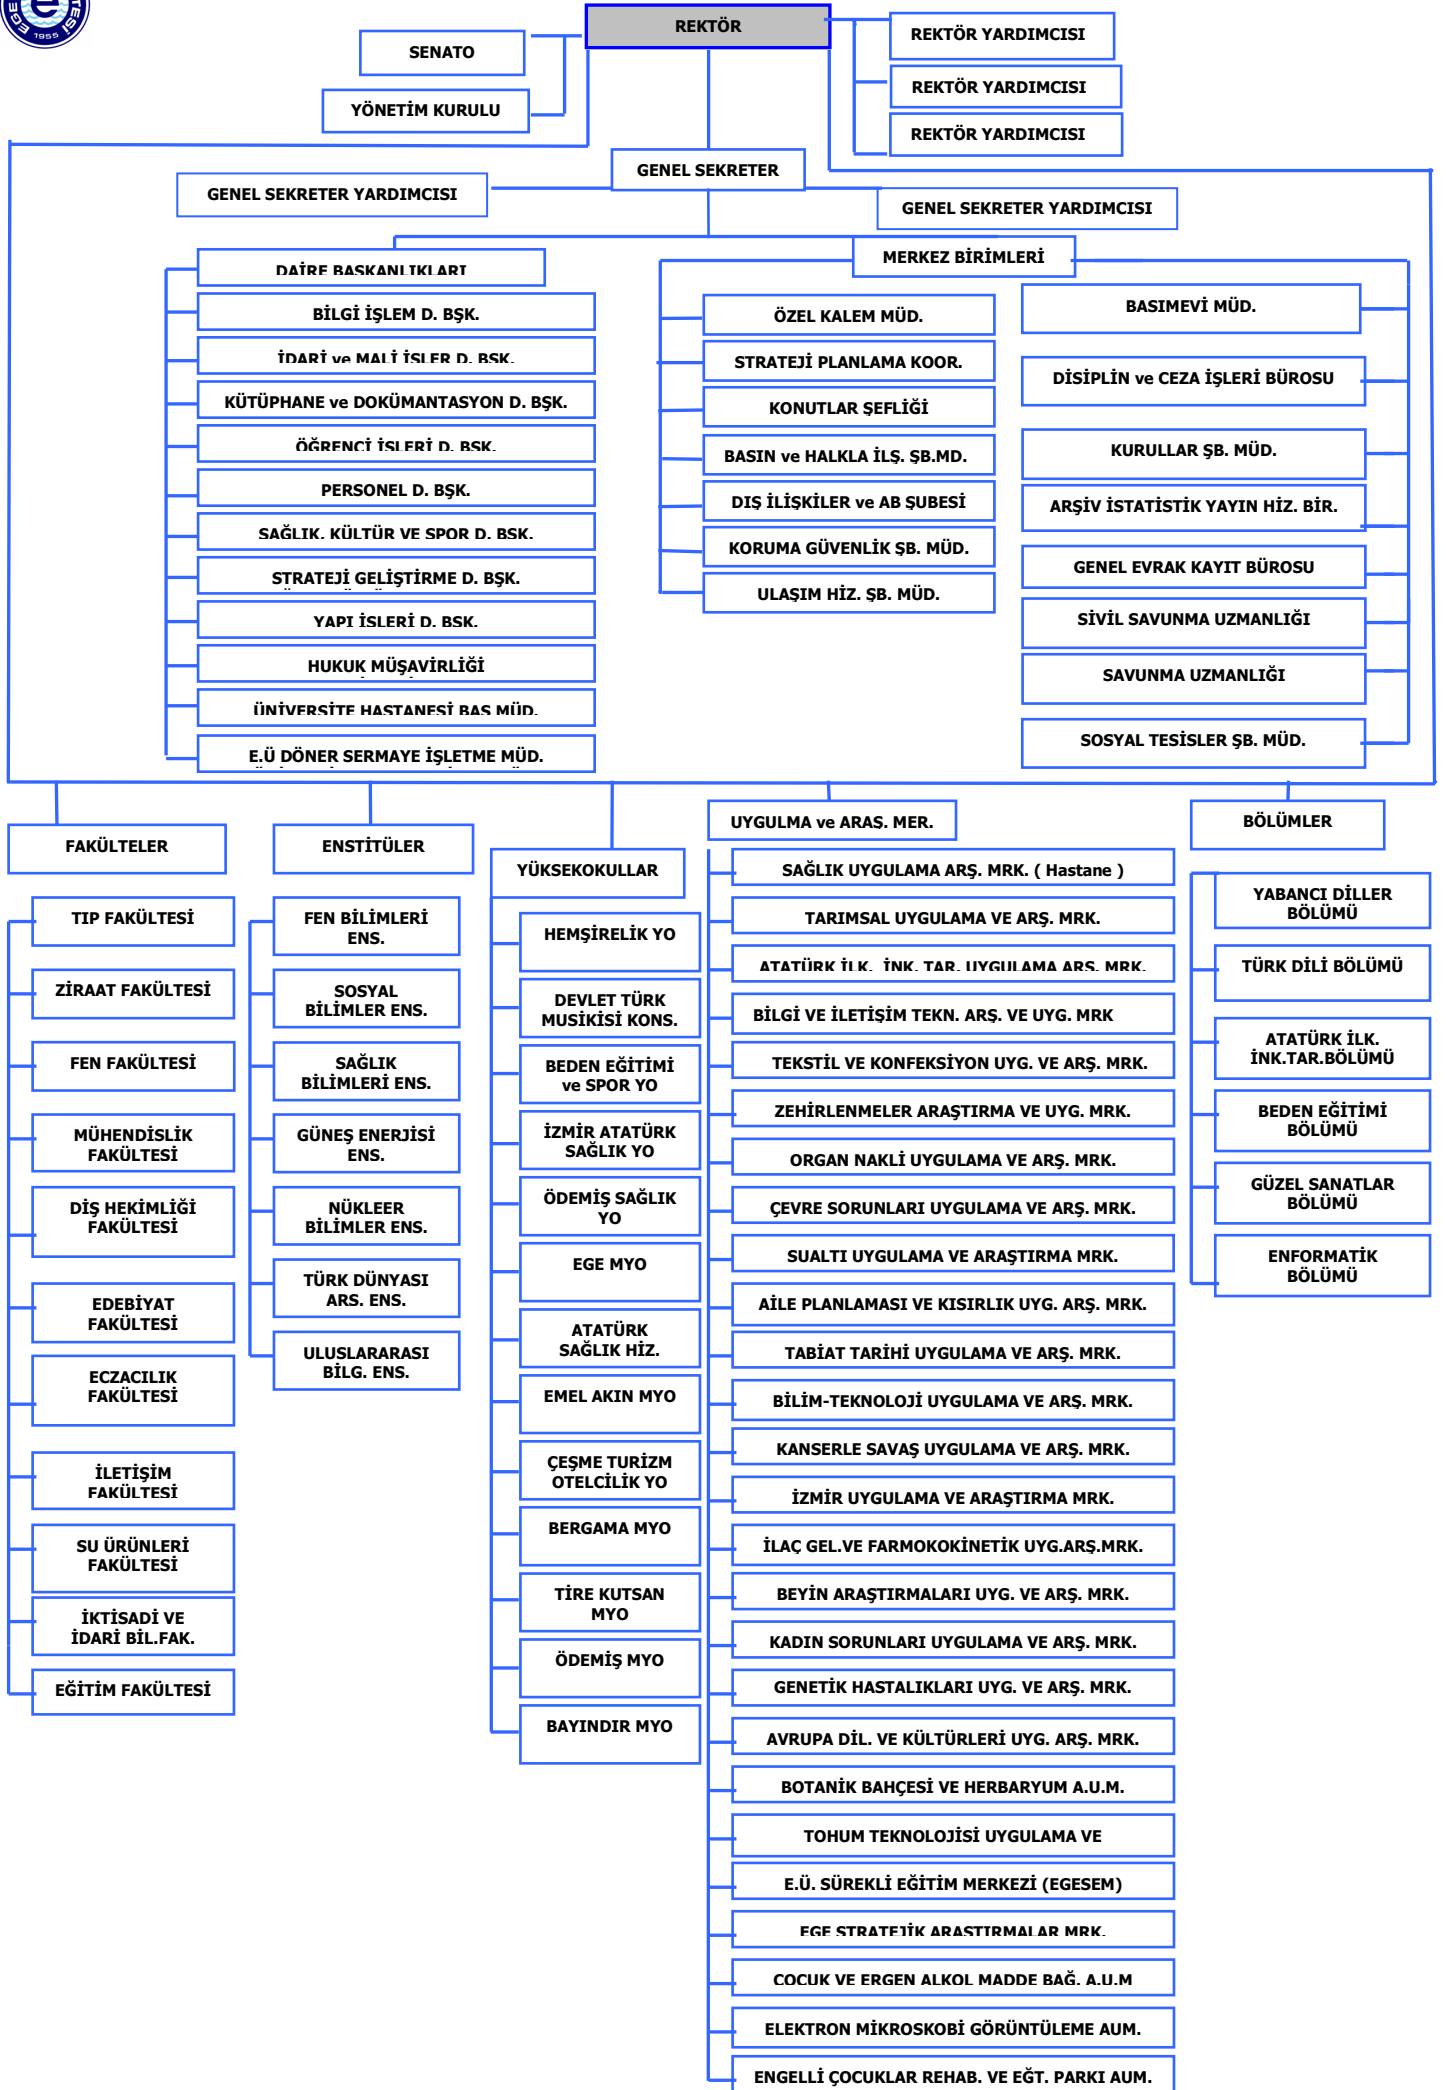 EGE
TESİ
1955
REKTÖR
SENATO
YÖNETİM KURULU
REKTÖR YARDIMCISI
REKTÖR YARDIMCISI
REKTÖR YARDIMCISI
GENEL SEKRETER
GENEL SEKRETER YARDIMCISI
GENEL SEKRETER YARDIMCISI
DAİRE BAŞKANLIKLARI
BİLGİ İŞLEM D. BŞK.
İDARİ ve MALİ İŞLER D. BŞK.
KÜTÜPHANE ve DOKÜMANTASYON D. BŞK.
ÖĞRENCİ İŞLERİ D. BŞK.
PERSONEL D. BŞK.
SAĞLIK, KÜLTÜR VE SPOR D. BŞK.
STRATEJİ GELİŞTİRME D. BŞK.
YAPI İŞLERİ D. BŞK.
HUKUK MÜŞAVİRLİĞİ
ÜNİVERSİTE HASTANESİ BAŞ MÜD.
E.Ü DÖNER SERMAYE İŞLETME MÜD.
MERKEZ BİRİMLERİ
ÖZEL KALEM MÜD.
STRATEJİ PLANLAMA KOOR.
KONUTLAR ŞEFLİĞİ
BASIN ve HALKLA İLŞ. ŞB.MD.
DIŞ İLİŞKİLER ve AB ŞUBESİ
KORUMA GÜVENLİK ŞB. MÜD.
ULAŞIM HİZ. ŞB. MÜD.
BASIMEVİ MÜD.
DİSİPLİN ve CEZA İŞLERİ BÜROSU
KURULLAR ŞB. MÜD.
ARŞİV İSTATİSTİK YAYIN HİZ. BİR.
GENEL EVRAK KAYIT BÜROSU
SİVİL SAVUNMA UZMANLIĞI
SAVUNMA UZMANLIĞI
SOSYAL TESİSLER ŞB. MÜD.
FAKÜLTELER
TIP FAKÜLTESİ
ZİRAAT FAKÜLTESİ
FEN FAKÜLTESİ
MÜHENDİSLİK
FAKÜLTESİ
DİŞ HEKİMLİĞİ
FAKÜLTESİ
EDEBİYAT
FAKÜLTESİ
ECZACILIK
FAKÜLTESİ
İLETİŞİM
FAKÜLTESİ
SU ÜRÜNLERİ
FAKÜLTESİ
İKTİSADİ VE
İDARİ BİL.FAK.
EĞİTİM FAKÜLTESİ
ENSTİTÜLER
FEN BİLİMLERİ
ENS.
SOSYAL
BİLİMLER ENS.
SAĞLIK
BİLİMLERİ ENS.
GÜNEŞ ENERJİSİ
ENS.
NÜKLEER
BİLİMLER ENS.
TÜRK DÜNYASI
ARS. ENS.
ULUSLARARASI
BİLG. ENS.
YÜKSEKOKULLAR
HEMŞİRELİK YO
DEVLET TÜRK
MUSIKİSİ KONS.
BEDEN EĞİTİMİ
ve SPOR YO
İZMİR ATATÜRK
SAĞLIK YO
ÖDEMİŞ SAĞLIK
YO
EGE MYO
ATATÜRK
SAĞLIK HİZ.
EMEL AKIN MYO
ÇEŞME TURİZM
OTELCİLİK YO
BERGAMA MYO
TİRE KUTSAN
MYO
ÖDEMİŞ MYO
BAYINDIR MYO
UYGULMA ve ARAŞ. MER.
SAĞLIK UYGULAMA ARŞ. MRK. ( Hastane )
TARIMSAL UYGULAMA VE ARŞ. MRK.
ATATÜRK İLK. İNK. TAR. UYGULAMA ARŞ. MRK.
BİLGİ VE İLETİŞİM TEKN. ARŞ. VE UYG. MRK
TEKSTİL VE KONFEKSİYON UYG. VE ARŞ. MRK.
ZEHİRLENMELER ARAŞTIRMA VE UYG. MRK.
ORGAN NAKLİ UYGULAMA VE ARŞ. MRK.
ÇEVRE SORUNLARI UYGULAMA VE ARŞ. MRK.
SUALTI UYGULAMA VE ARAŞTIRMA MRK.
AİLE PLANLAMASI VE KISIRLIK UYG. ARŞ. MRK.
TABİAT TARİHİ UYGULAMA VE ARŞ. MRK.
BİLİM-TEKNOLOJİ UYGULAMA VE ARŞ. MRK.
KANSERLE SAVAŞ UYGULAMA VE ARŞ. MRK.
İZMİR UYGULAMA VE ARAŞTIRMA MRK.
İLAÇ GEL.VE FARMOKOKİNETİK UYG.ARŞ.MRK.
BEYİN ARAŞTIRMALARI UYG. VE ARŞ. MRK.
KADIN SORUNLARI UYGULAMA VE ARŞ. MRK.
GENETİK HASTALIKLARI UYG. VE ARŞ. MRK.
AVRUPA DİL. VE KÜLTÜRLERİ UYG. ARŞ. MRK.
BOTANİK BAHÇESİ VE HERBARYUM A.U.M.
TOHUM TEKNOLOJİSİ UYGULAMA VE
E.Ü. SÜREKLİ EĞİTİM MERKEZİ (EGESEM)
EGE STRATEJİK ARAŞTIRMALAR MRK.
ÇOCUK VE ERGEN ALKOL MADDE BAĞ. A.U.M
ELEKTRON MİKROSKOBİ GÖRÜNTÜLEME AUM.
ENGELLİ ÇOCUKLAR REHAB. VE EĞT. PARKI AUM.
BÖLÜMLER
YABANCI DİLLER
BÖLÜMÜ
TÜRK DİLİ BÖLÜMÜ
ATATÜRK İLK.
İNK.TAR.BÖLÜMÜ
BEDEN EĞİTİMİ
BÖLÜMÜ
GÜZEL SANATLAR
BÖLÜMÜ
ENFORMATİK
BÖLÜMÜ